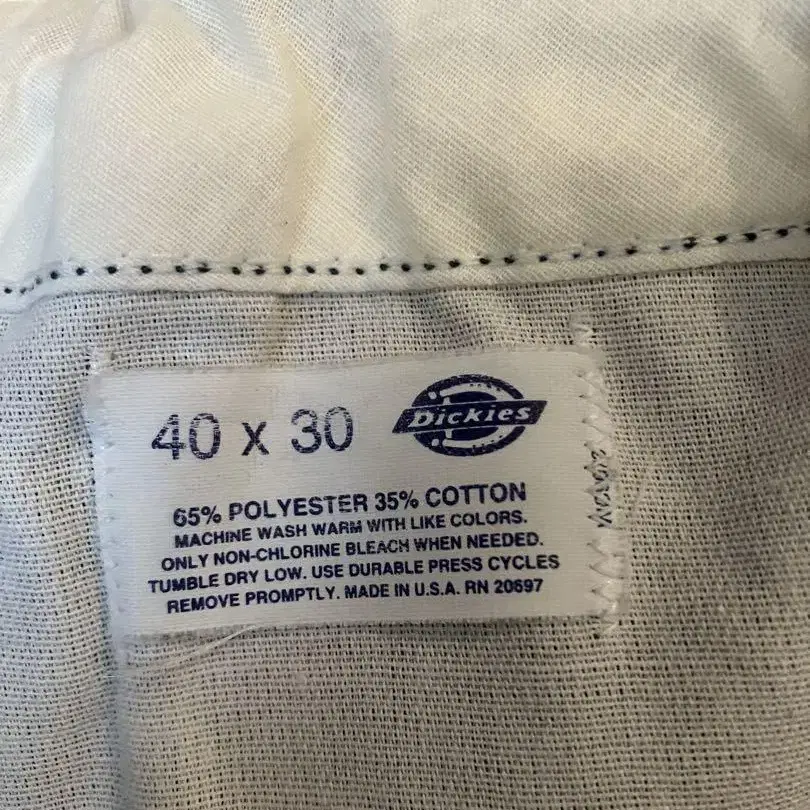 40 x 30
Dickies
65% POLYESTER 35% COTTON
MACHINE WASH WARM WITH LIKE COLORS.
ONLY NON-CHLORINE BLEACH WHEN NEEDED.
TUMBLE DRY LOW. USE DURABLE PRESS CYCLES
REMOVE PROMPTLY. MADE IN U.S.A. RN 20697